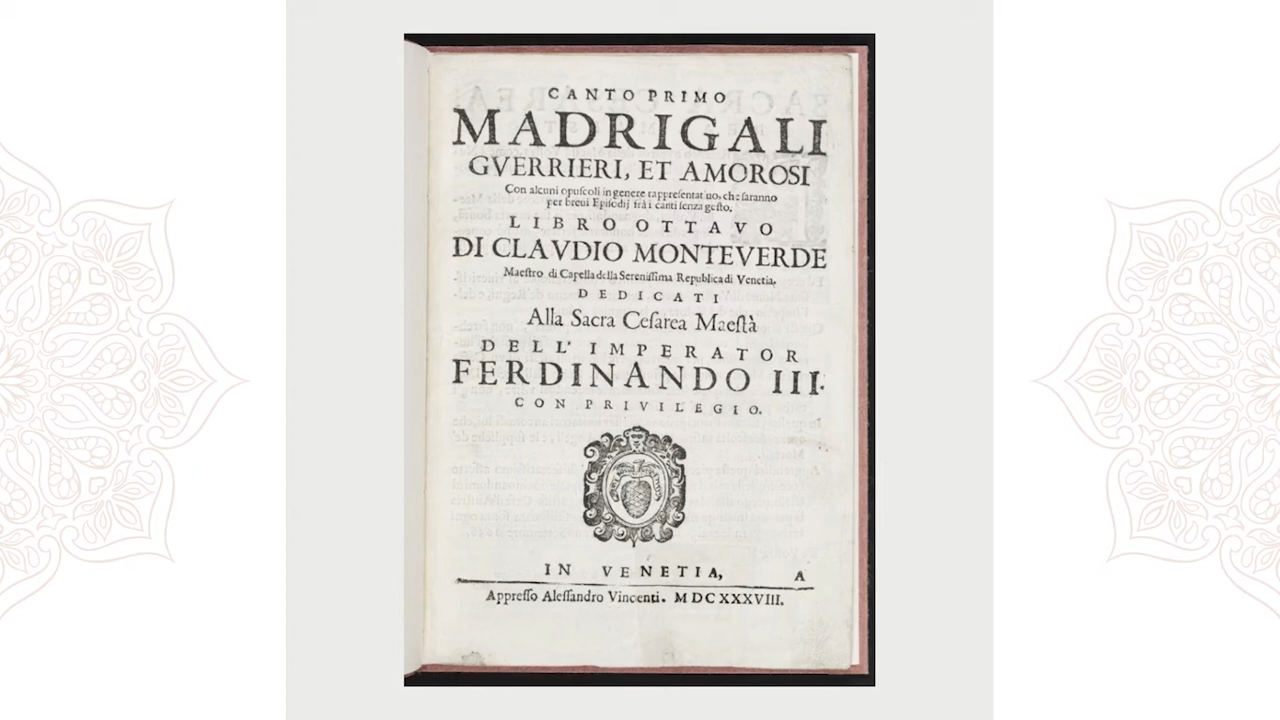 CANTO PRIMO
MADRIGALI
GVERRIERI, ET AMOROSI
Con alcuni opuſcoli in genere rappreſentatiuo, che ſaranno
per breui Epiſodij frà i canti ſenza geſto.
LIBRO OTTAVO
DI CLAVDIO MONTEVERDE
Maeſtro di Capella della Sereniſſima Republica di Venetia.
DEDICATI
Alla Sacra Ceſarea Maeſtà
DELL' IMPERATOR
FERDINANDO III.
CON PRIVILEGIO.
IN VENETIA, A
Appreſſo Aleſſandro Vincenti. MDCXXXVIII.